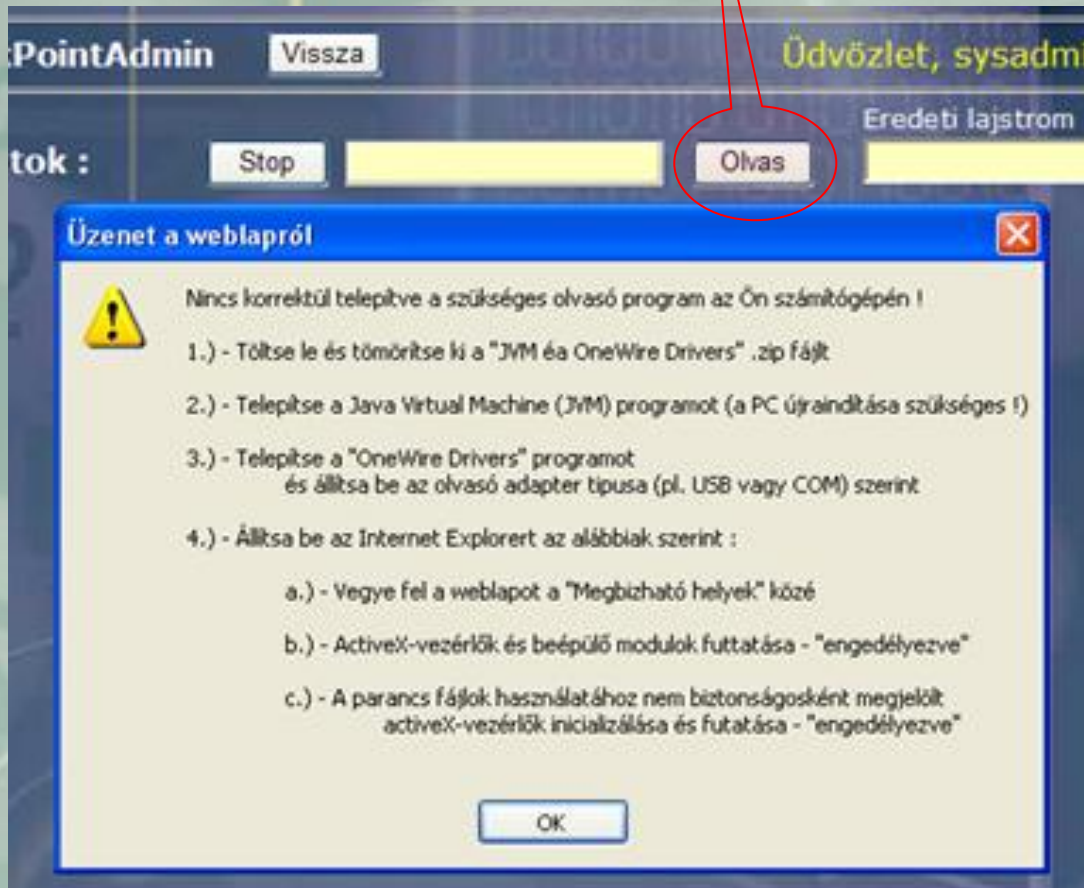 :PointAdmin Vissza Üdvözlet, sysadmi
Eredeti lajstrom
tok : Stop Olvas
Üzenet a weblapról
Nincs korrektül telepítve a szükséges olvasó program az Ön számítógépén !
1.) - Töltse le és tömörítse ki a "JVM éa OneWire Drivers" .zip fájlt
2.) - Telepítse a Java Virtual Machine (JVM) programot (a PC újraindítása szükséges !)
3.) - Telepítse a "OneWire Drivers" programot
és állítsa be az olvasó adapter tipusa (pl. USB vagy COM) szerint
4.) - Állítsa be az Internet Explorert az alábbiak szerint :
a.) - Vegye fel a weblapot a "Megbizható helyek" közé
b.) - ActiveX-vezérlők és beépülő modulok futtatása - "engedélyezve"
c.) - A parancs fájlok használatához nem biztonságosként megjelölt
activeX-vezérlők inicializálása és futatása - "engedélyezve"
OK